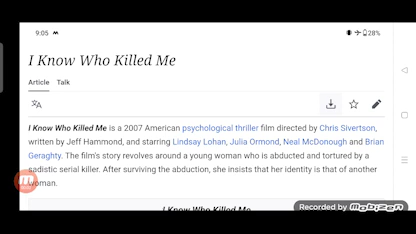 9:05
28%
I Know Who Killed Me
Article Talk
I Know Who Killed Me is a 2007 American psychological thriller film directed by Chris Sivertson,
written by Jeff Hammond, and starring Lindsay Lohan, Julia Ormond, Neal McDonough and Brian
Geraghty. The film's story revolves around a young woman who is abducted and tortured by a
sadistic serial killer. After surviving the abduction, she insists that her identity is that of another
woman.
I Know Who Killed Me
Recorded by Mobizen